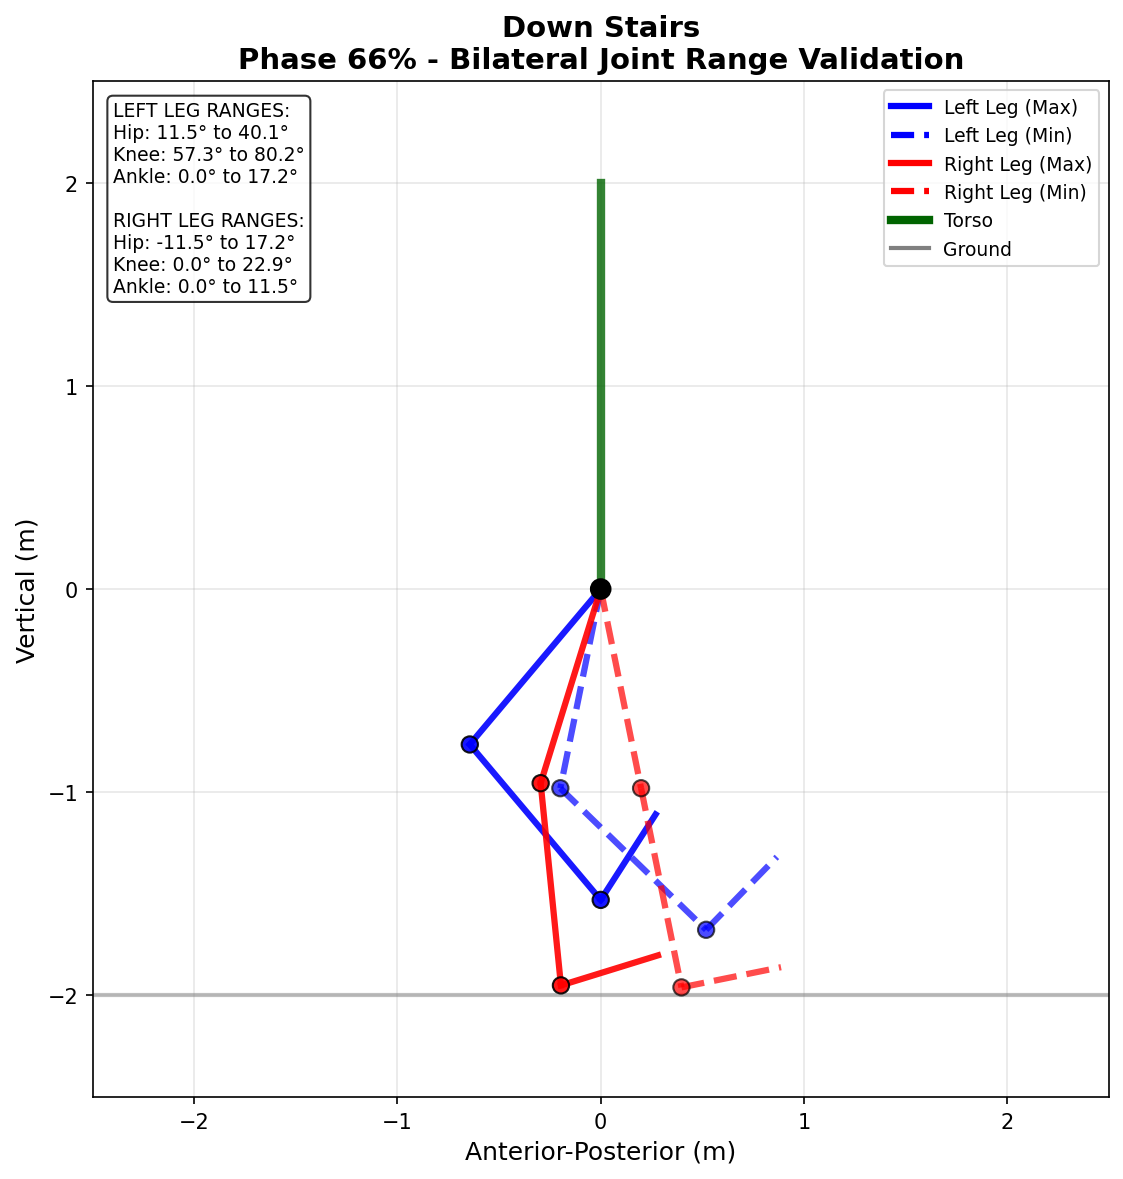 Down Stairs
Phase 66% - Bilateral Joint Range Validation
LEFT LEG RANGES:
Hip: 11.5° to 40.1°
Knee: 57.3° to 80.2°
Ankle: 0.0° to 17.2°
RIGHT LEG RANGES:
Hip: -11.5° to 17.2°
Knee: 0.0° to 22.9°
Ankle: 0.0° to 11.5°
Left Leg (Max)
Left Leg (Min)
Right Leg (Max)
Right Leg (Min)
Torso
Ground
2
1
0
−1
−2
Vertical (m)
−2
−1
0
1
2
Anterior-Posterior (m)